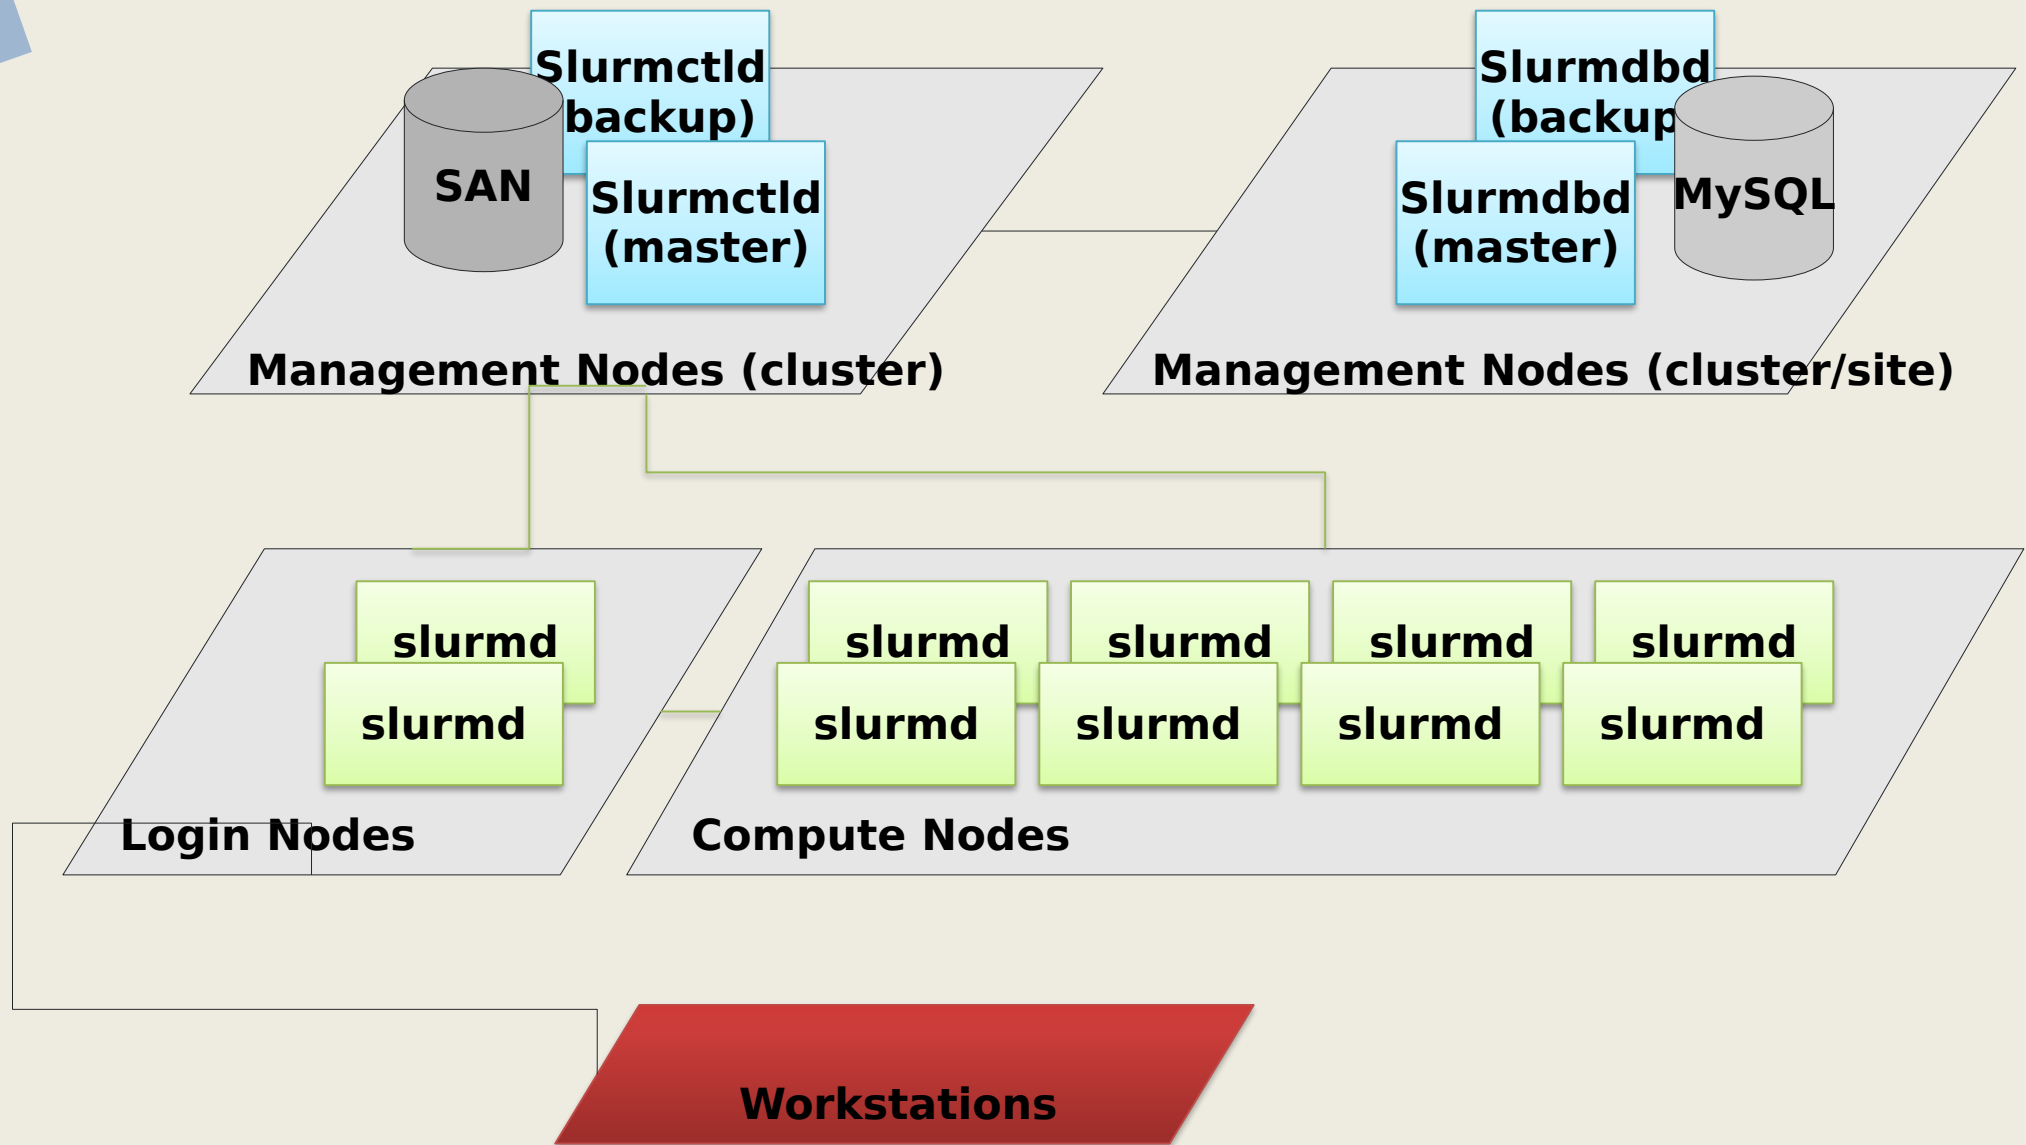 Slurmctld
backup)
SAN
Slurmctld
(master)
Management Nodes (cluster)
Slurmdbd
(backup
MySQL
Slurmdbd
(master)
Management Nodes (cluster/site)
slurmd
slurmd
Login Nodes
slurmd
slurmd
slurmd
slurmd
slurmd
slurmd
slurmd
slurmd
Compute Nodes
Workstations